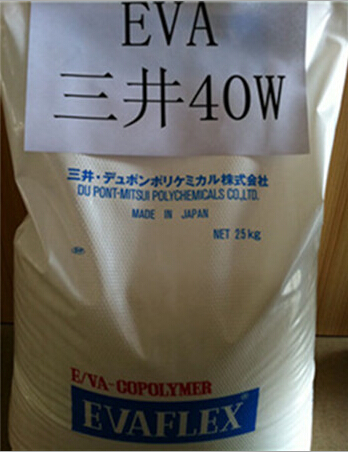 EVA
三井40W
三井・デュポンポリケミカル株式会社
DU PONT-MITSUI POLYCHEMICALS CO.,LTD.
MADE IN JAPAN
NET 25kg
E/VA-COPOLYMER
EVAFLEX®